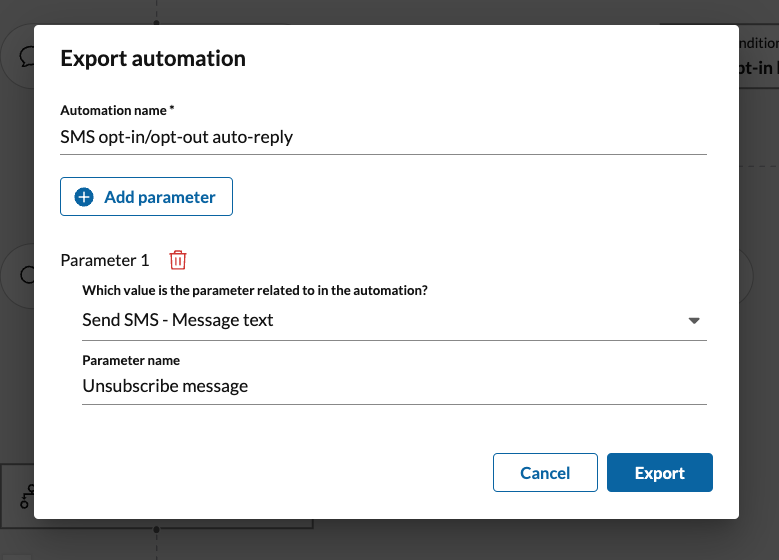 Export automation
Automation name *
SMS opt-in/opt-out auto-reply
Add parameter
Parameter 1
Which value is the parameter related to in the automation?
Send SMS - Message text
Parameter name
Unsubscribe message
Cancel
Export